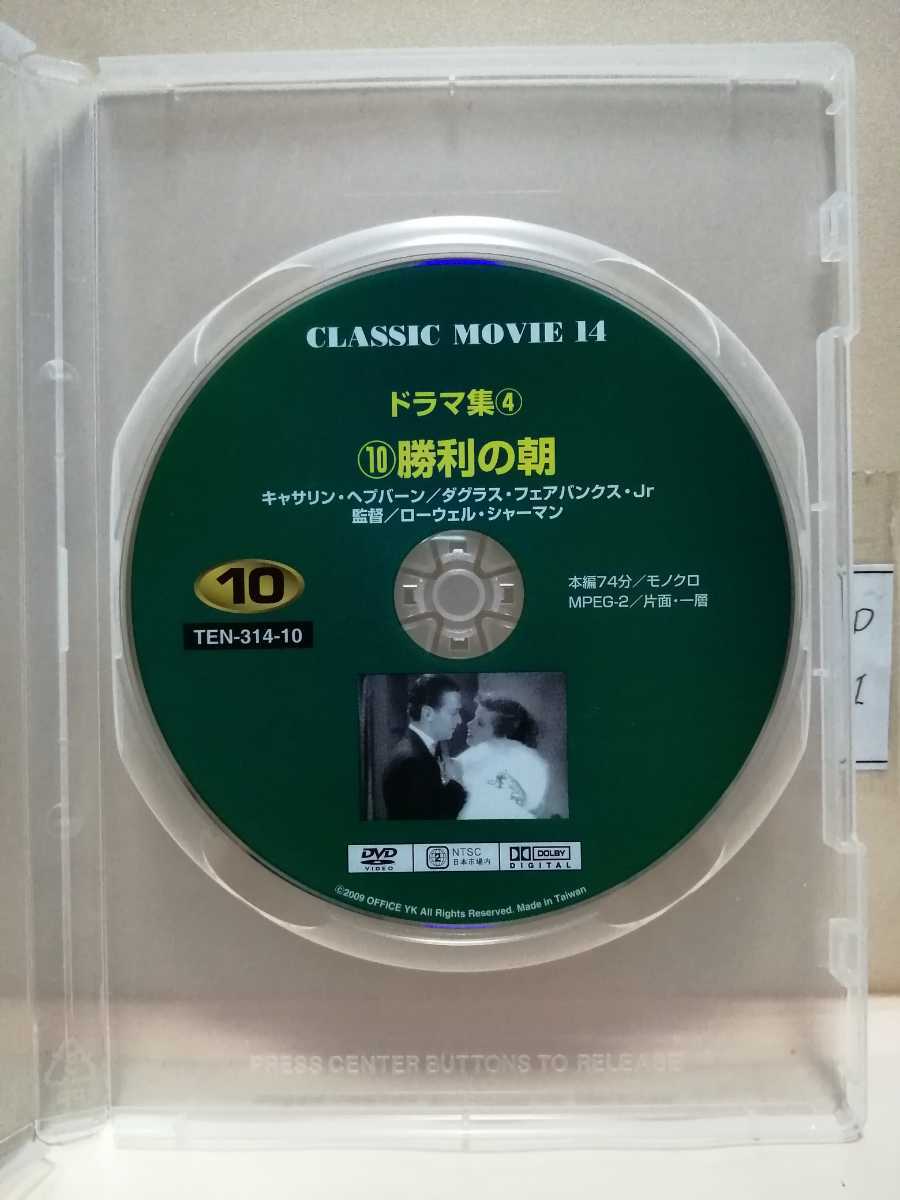 CLASSIC MOVIE 14
ドラマ集④
⑩勝利の朝
キャサリン・ヘプバーン／ダグラス・フェアバンクス・Jr
監督／ローウェル・シャーマン
10
TEN-314-10
本編74分／モノクロ
MPEG-2／片面・一層
DVD
VIDEO
2
NTSC
日本市場内
DOLBY
DIGITAL
©2009 OFFICE YK All Rights Reserved. Made in Taiwan
PRESS CENTER BUTTONS TO RELEASE
D
1